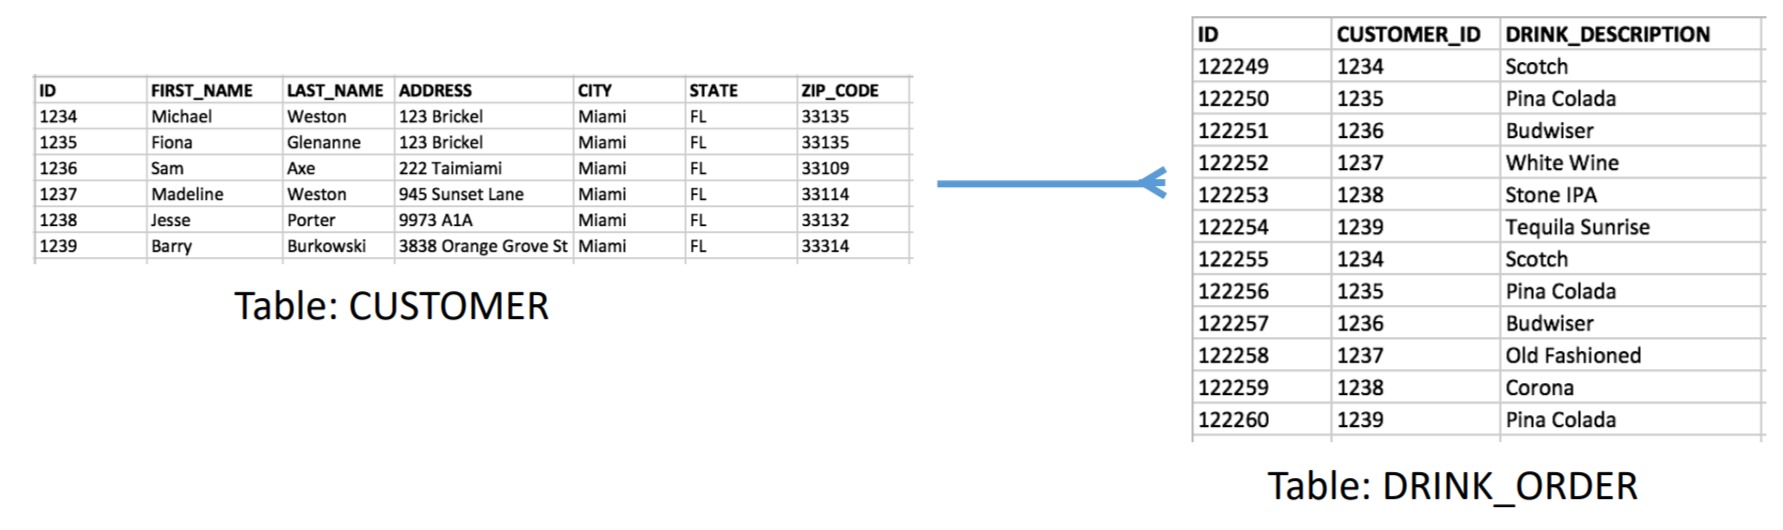 ID FIRST_NAME LAST_NAME ADDRESS CITY STATE ZIP_CODE
1234 Michael Weston 123 Brickel Miami FL 33135
1235 Fiona Glenanne 123 Brickel Miami FL 33135
1236 Sam Axe 222 Taimiami Miami FL 33109
1237 Madeline Weston 945 Sunset Lane Miami FL 33114
1238 Jesse Porter 9973 A1A Miami FL 33132
1239 Barry Burkowski 3838 Orange Grove St Miami FL 33314
Table: CUSTOMER
ID CUSTOMER_ID DRINK_DESCRIPTION
122249 1234 Scotch
122250 1235 Pina Colada
122251 1236 Budwiser
122252 1237 White Wine
122253 1238 Stone IPA
122254 1239 Tequila Sunrise
122255 1234 Scotch
122256 1235 Pina Colada
122257 1236 Budwiser
122258 1237 Old Fashioned
122259 1238 Corona
122260 1239 Pina Colada
Table: DRINK_ORDER